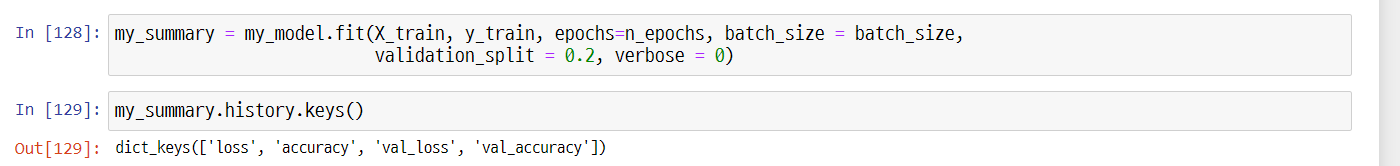 In [128]: my_summary = my_model.fit(X_train, y_train, epochs=n_epochs, batch_size = batch_size,
validation_split = 0.2, verbose = 0)
In [129]: my_summary.history.keys()
Out[129]: dict_keys(['loss', 'accuracy', 'val_loss', 'val_accuracy'])